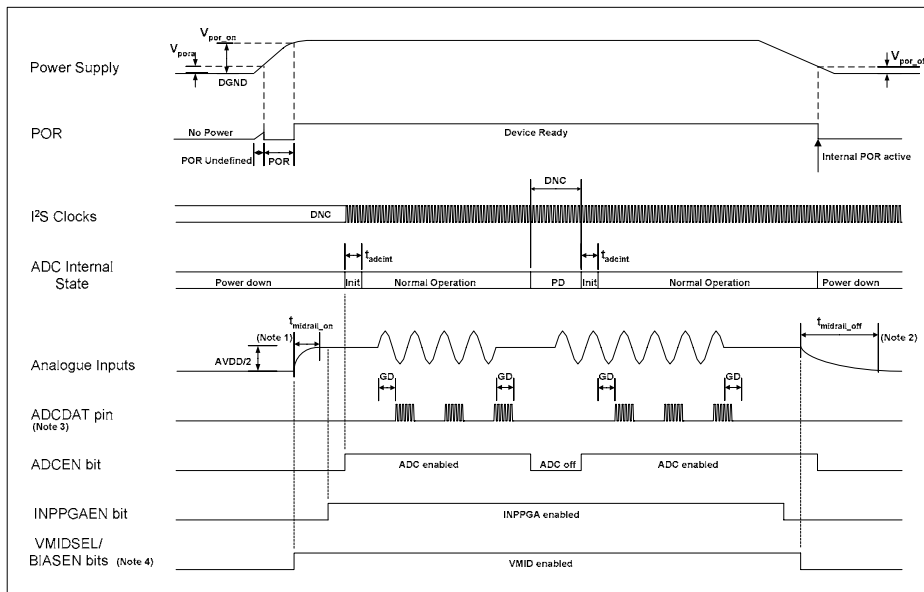 V_por_on
V_pora
Power Supply
DGND
V_por_of
POR
No Power
Device Ready
POR Undefined
POR
Internal POR active
DNC
I²S Clocks
DNC
t_adcint
t_adcint
ADC Internal State
Power down
Init
Normal Operation
PD
Init
Normal Operation
Power down
t_midrail_on
t_midrail_off
(Note 1)
(Note 2)
Analogue Inputs
AVDD/2
GD
GD
GD
GD
ADCDAT pin
(Note 3)
ADCEN bit
ADC enabled
ADC off
ADC enabled
INPPGAEN bit
INPPGA enabled
VMIDSEL/
BIASEN bits (Note 4)
VMID enabled